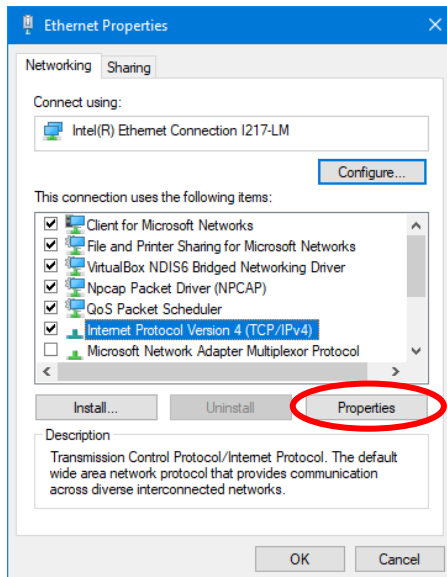 Ethernet Properties
Networking
Sharing
Connect using:
Intel(R) Ethernet Connection I217-LM
Configure...
This connection uses the following items:
Client for Microsoft Networks
File and Printer Sharing for Microsoft Networks
VirtualBox NDIS6 Bridged Networking Driver
Npcap Packet Driver (NPCAP)
QoS Packet Scheduler
Internet Protocol Version 4 (TCP/IPv4)
Microsoft Network Adapter Multiplexor Protocol
Install...
Uninstall
Properties
Description
Transmission Control Protocol/Internet Protocol. The default
wide area network protocol that provides communication
across diverse interconnected networks.
OK
Cancel